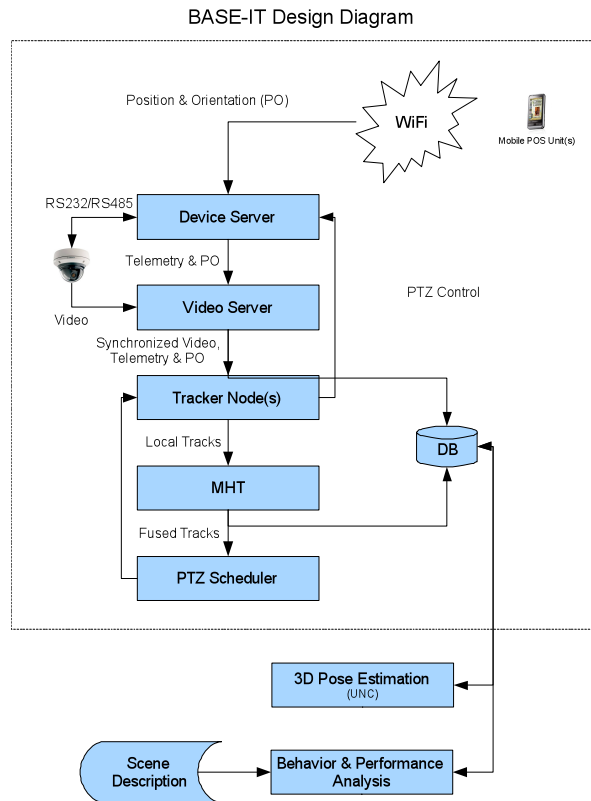 BASE-IT Design Diagram
Position & Orientation (PO)
WiFi
Mobile POS Unit(s)
RS232/RS485
Device Server
Telemetry & PO
PTZ Control
Video Server
Video
Synchronized Video,
Telemetry & PO
Tracker Node(s)
Local Tracks
DB
MHT
Fused Tracks
PTZ Scheduler
3D Pose Estimation
(UNC)
Scene
Description
Behavior & Performance
Analysis